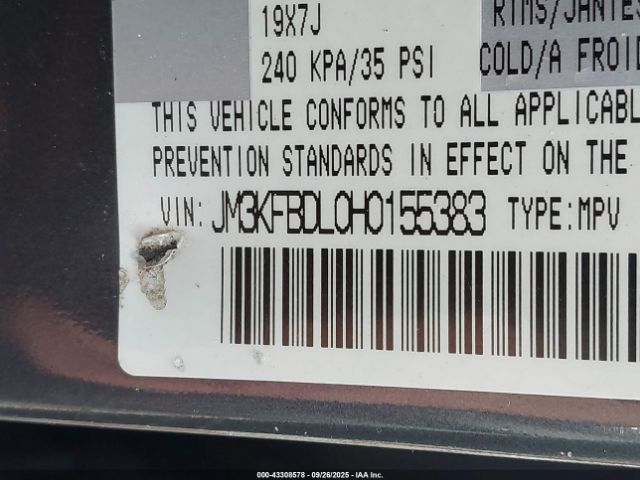 19X7J RIMS/JANTES
240 KPA/35 PSI COLD/A FROID
THIS VEHICLE CONFORMS TO ALL APPLICABL
PREVENTION STANDARDS IN EFFECT ON THE
VIN: JM3KFBDL0H0155383 TYPE:MPV
000-43308578 - 09/26/2025 - IAA Inc.